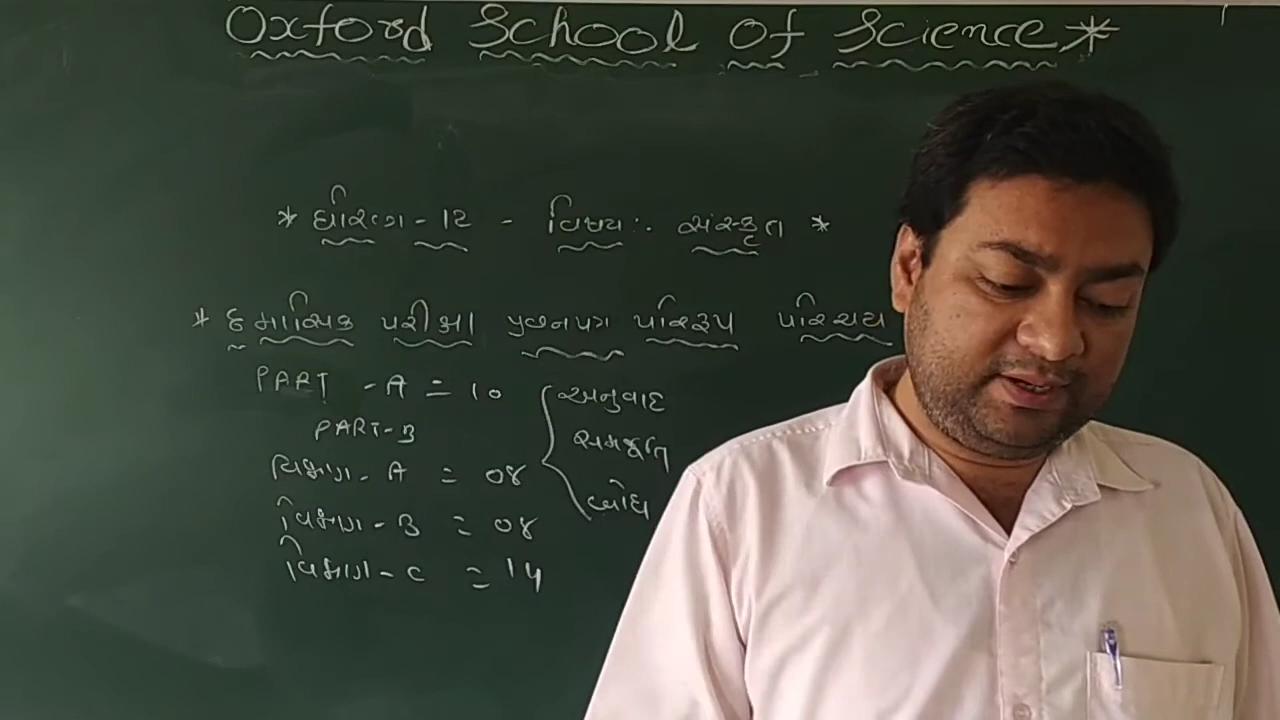 Oxford School of Science *
* ધોરણ - 12 - વિષય :. સંસ્કૃત *
* ૬ માસિક પરીક્ષા પ્રશ્નપત્ર પરિરૂપ પરિચય
PART - A = 10 અનુવાદ
PART-B સમજૂતિ
વિભાગ - A = 08
વિભાગ - B = 08 બોધ
વિભાગ - C = 14